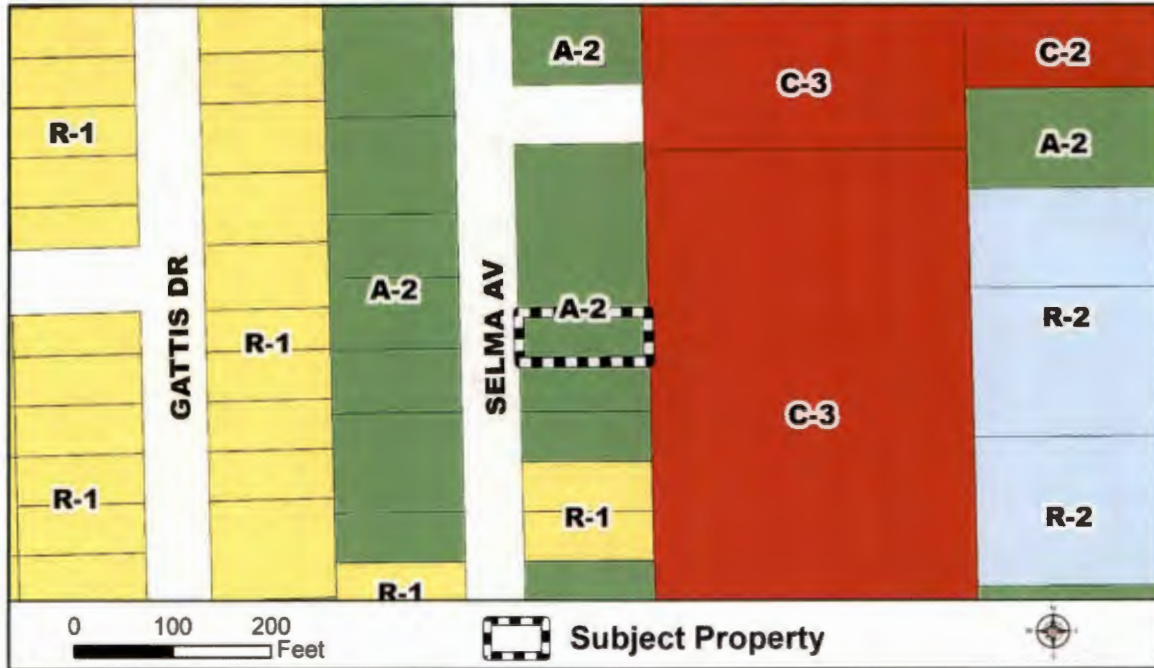 A-2
C-2
C-3
R-1
A-2
GATTIS DR
SELMA AV
A-2
A-2
R-2
R-1
C-3
R-1
R-1
R-2
R-1
0 100 200
Feet
Subject Property